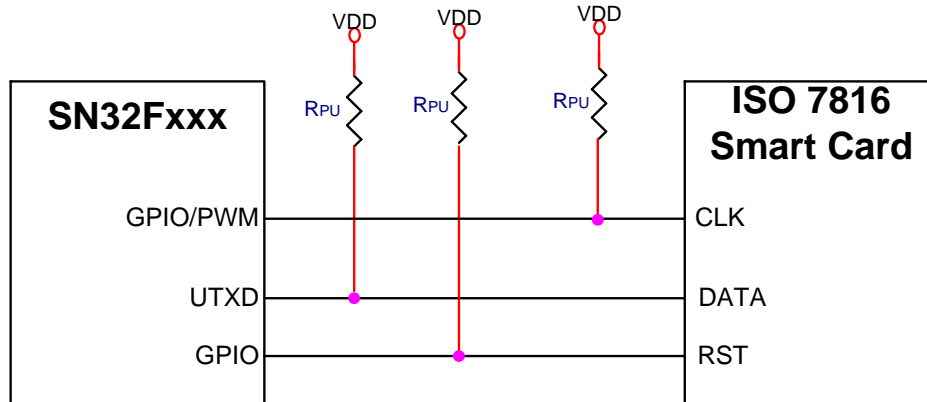 VDD
VDD
VDD
SN32Fxxx
RPU
RPU
RPU
ISO 7816
Smart Card
GPIO/PWM
CLK
UTXD
DATA
GPIO
RST